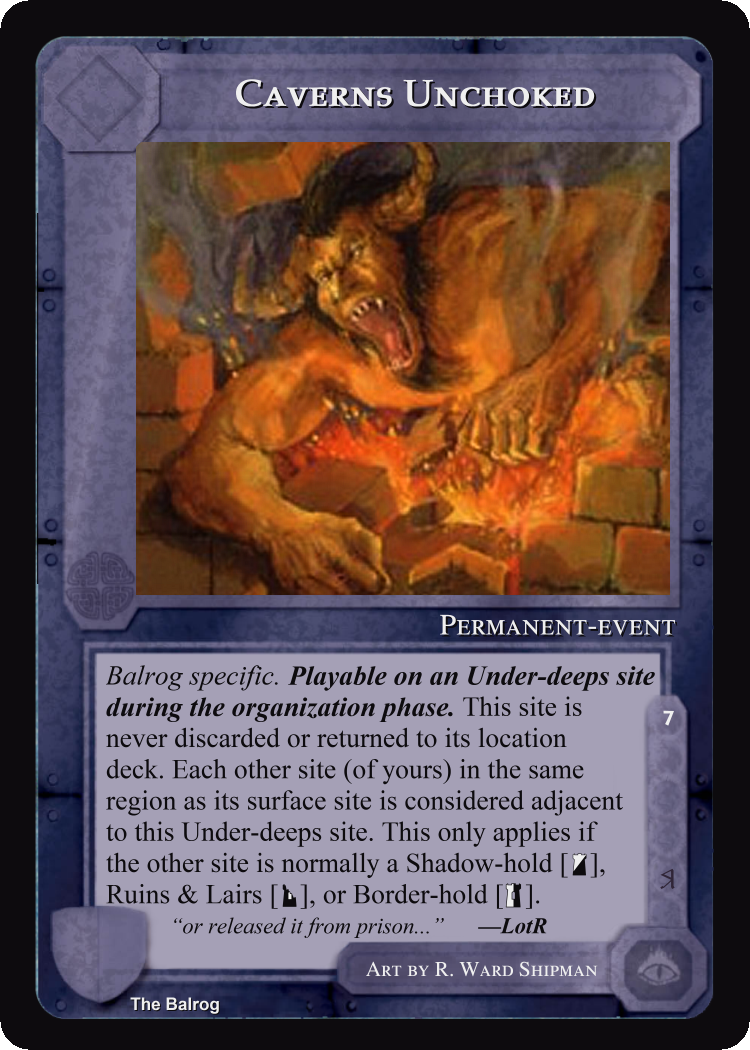 Caverns Unchoked
Permanent-event
Balrog specific. Playable on an Under-deeps site
during the organization phase. This site is
never discarded or returned to its location
deck. Each other site (of yours) in the same
region as its surface site is considered adjacent
to this Under-deeps site. This only applies if
the other site is normally a Shadow-hold [ ],
Ruins & Lairs [ ], or Border-hold [ ].
7
“or released it from prison...” —LotR
Art by R. Ward Shipman
The Balrog